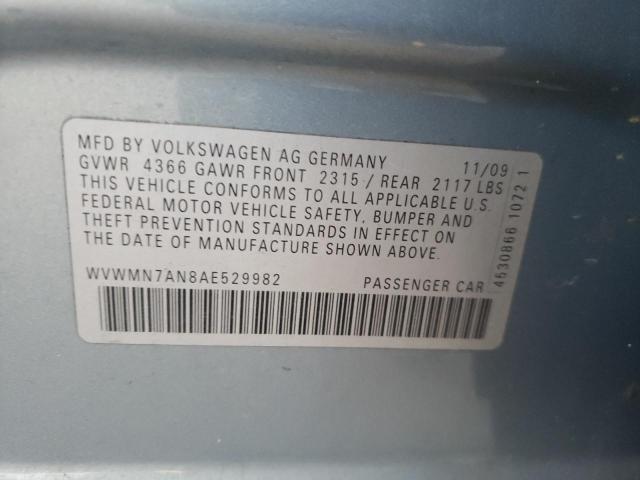 MFD BY VOLKSWAGEN AG GERMANY 11/09
GVWR 4366 GAWR FRONT 2315 / REAR 2117 LBS
THIS VEHICLE CONFORMS TO ALL APPLICABLE U.S.
FEDERAL MOTOR VEHICLE SAFETY, BUMPER AND
THEFT PREVENTION STANDARDS IN EFFECT ON
THE DATE OF MANUFACTURE SHOWN ABOVE.
WVWMN7AN8AE529982 PASSENGER CAR
4630866 1072 1